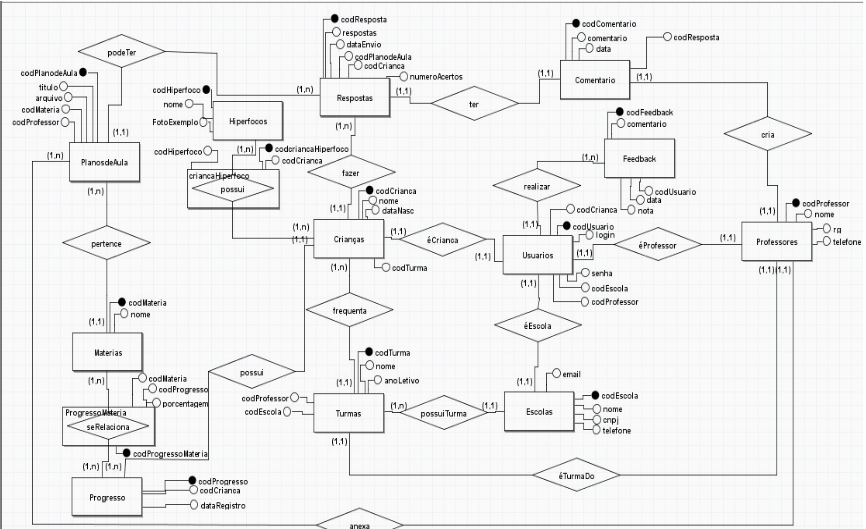 codResposta
respostas
dataEnvio
codPlanodeAula
codCrianca
numeroAcertos
Respostas
(1,n)
(1,1)
(1,n)
podeTer
codPlanodeAula
titulo
arquivo
codMateria
codProfessor
(1,1)
(1,n)
PlanosdeAula
(1,n)
codHiperfoco
nome
FotoExemplo
Hiperfocos
(1,n)
codHiperfoco
codcriancaHiperfoco
codCrianca
criancaHiperfoco
possui
ter
(1,1)
codComentario
comentario
data
codResposta
Comentario
(1,1)
cria
codFeedback
comentario
Feedback
(1,n)
codUsuario
data
nota
realizar
fazer
codCrianca
nome
dataNasc
(1,1)
(1,n)
(1,1)
Crianças
(1,1)
(1,n)
codTurma
éCrianca
codCrianca
codUsuario
login
(1,1)
(1,1)
Usuarios
(1,1)
(1,1)
senha
codEscola
codProfessor
éProfessor
codProfessor
nome
rg
telefone
(1,1)
(1,1)
Professores
(1,1)
(1,1)
pertence
codMateria
nome
(1,1)
Materias
(1,n)
frequenta
possui
éEscola
codMateria
codProgresso
porcentagem
ProgressoMateria
seRelaciona
codProgressoMateria
(1,n)
(1,n)
codProgresso
codCrianca
dataRegistro
Progresso
codTurma
nome
anoLetivo
(1,1)
codProfessor
codEscola
Turmas
(1,n)
(1,1)
possuiTurma
email
(1,1)
(1,1)
Escolas
codEscola
nome
cnpj
telefone
éTurmaDo
anexa